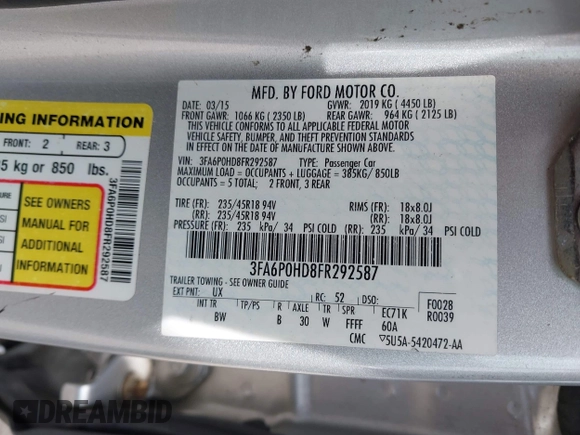 ING INFORMATION
FRONT: 2 REAR: 3
5 kg or 850 lbs.
SEE OWNERS
MANUAL FOR
ADDITIONAL
INFORMATION
3FA6P0HD8FR292587
MFD. BY FORD MOTOR CO.
DATE: 03/15 GVWR: 2019 KG ( 4450 LB)
FRONT GAWR: 1066 KG ( 2350 LB) REAR GAWR: 964 KG ( 2125 LB)
THIS VEHICLE CONFORMS TO ALL APPLICABLE FEDERAL MOTOR
VEHICLE SAFETY, BUMPER, AND THEFT PREVENTION STANDARDS
IN EFFECT ON THE DATE OF MANUFACTURE SHOWN ABOVE.
VIN: 3FA6P0HD8FR292587 TYPE: Passenger Car
MAXIMUM LOAD = OCCUPANTS + LUGGAGE = 385KG/ 850LB
OCCUPANTS = 5 TOTAL; 2 FRONT, 3 REAR
TIRE (FR): 235/45R18 94V RIMS (FR): 18x8.0J
(RR): 235/45R18 94V (RR): 18x8.0J
PRESSURE (FR): 235 kPa/ 34 PSI COLD (RR): 235 kPa/ 34 PSI COLD
3FA6P0HD8FR292587
TRAILER TOWING - SEE OWNER GUIDE
EXT PNT: UX RC: 52 DSO: F0028
INT TR TP/PS R AXLE TR SPR EC71K R0039
BW B 30 W FFFF 60A
CMC ▽5U5A-5420472-AA
DREAMBID